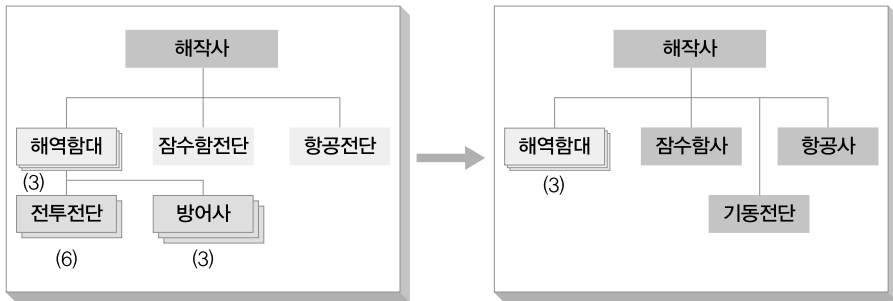 해작사
해역함대
잠수함전단
항공전단
(3)
전투전단
방어사
(6)
(3)
해작사
해역함대
잠수함사
항공사
(3)
기동전단